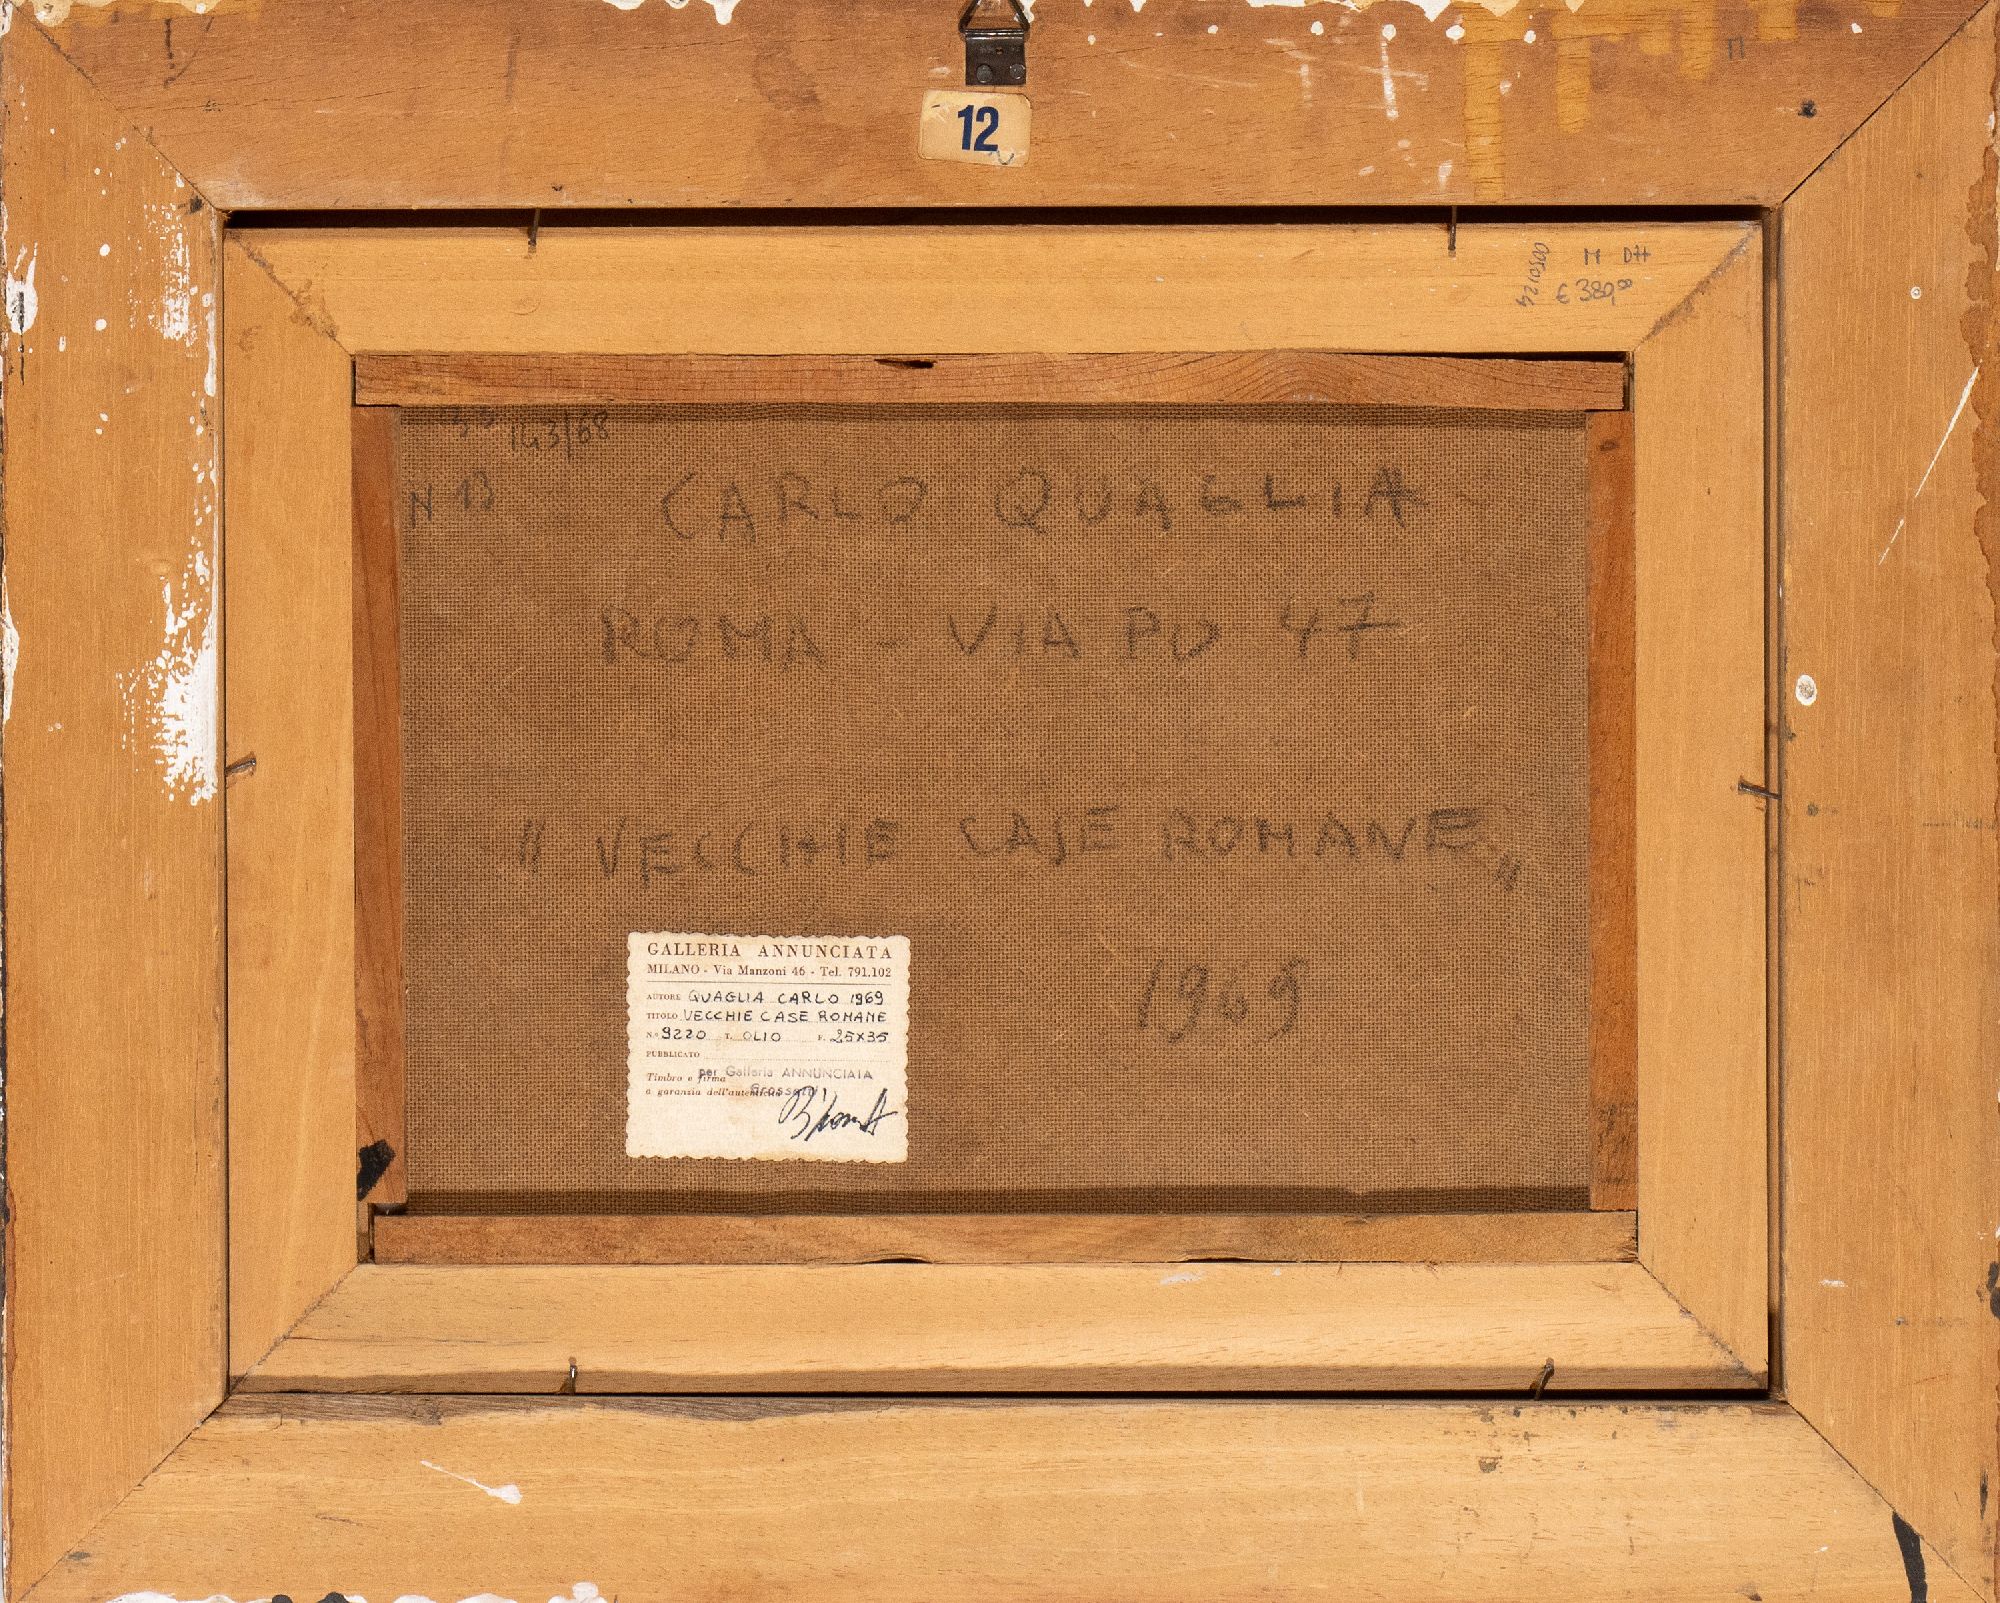 12
M DH
€ 380,00
143/68
N 13 CARLO QUAGLIA
ROMA - VIA PO 47
" VECCHIE CASE ROMANE "
1969
GALLERIA ANNUNCIATA
MILANO - Via Manzoni 46 - Tel. 791.102
AUTORE QUAGLIA CARLO 1969
TITOLO VECCHIE CASE ROMANE
N.° 9220 T. OLIO F. 25X35
PUBBLICATO
per Galleria ANNUNCIATA
Timbro e firma
a garanzia dell'autenticità